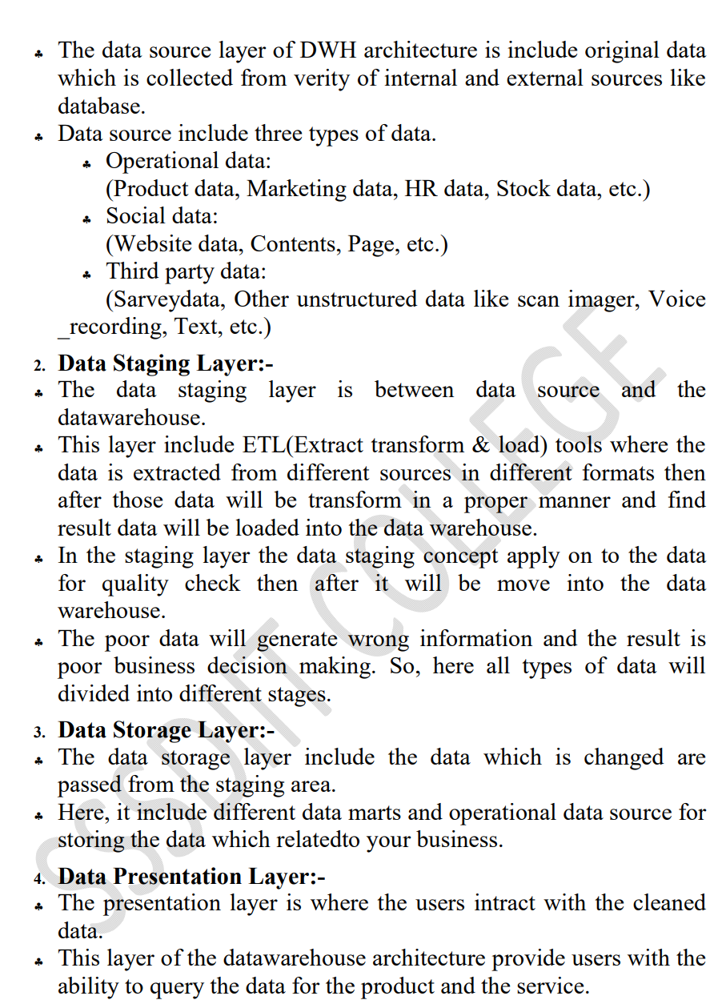 ♣ The data source layer of DWH architecture is include original data
which is collected from verity of internal and external sources like
database.
♣ Data source include three types of data.
♣ Operational data:
(Product data, Marketing data, HR data, Stock data, etc.)
♣ Social data:
(Website data, Contents, Page, etc.)
♣ Third party data:
(Sarveydata, Other unstructured data like scan imager, Voice
_recording, Text, etc.)
2. Data Staging Layer:-
♣ The data staging layer is between data source and the
datawarehouse.
♣ This layer include ETL(Extract transform & load) tools where the
data is extracted from different sources in different formats then
after those data will be transform in a proper manner and find
result data will be loaded into the data warehouse.
♣ In the staging layer the data staging concept apply on to the data
for quality check then after it will be move into the data
warehouse.
♣ The poor data will generate wrong information and the result is
poor business decision making. So, here all types of data will
divided into different stages.
3. Data Storage Layer:-
♣ The data storage layer include the data which is changed are
passed from the staging area.
♣ Here, it include different data marts and operational data source for
storing the data which relatedto your business.
4. Data Presentation Layer:-
♣ The presentation layer is where the users intract with the cleaned
data.
♣ This layer of the datawarehouse architecture provide users with the
ability to query the data for the product and the service.
SSSDIIT COLLEGE